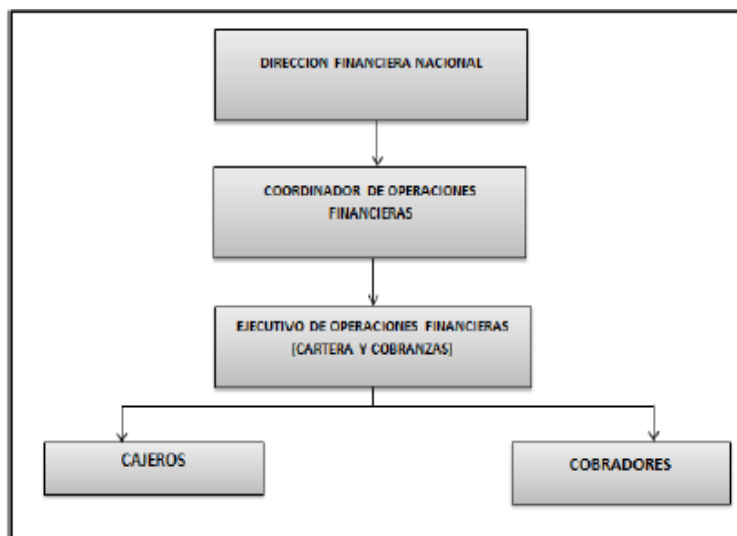 DIRECCION FINANCIERA NACIONAL
COORDINADOR DE OPERACIONES
FINANCIERAS
EJECUTIVO DE OPERACIONES FINANCIERAS
(CARTERA Y COBRANZAS)
CAJEROS
COBRADORES